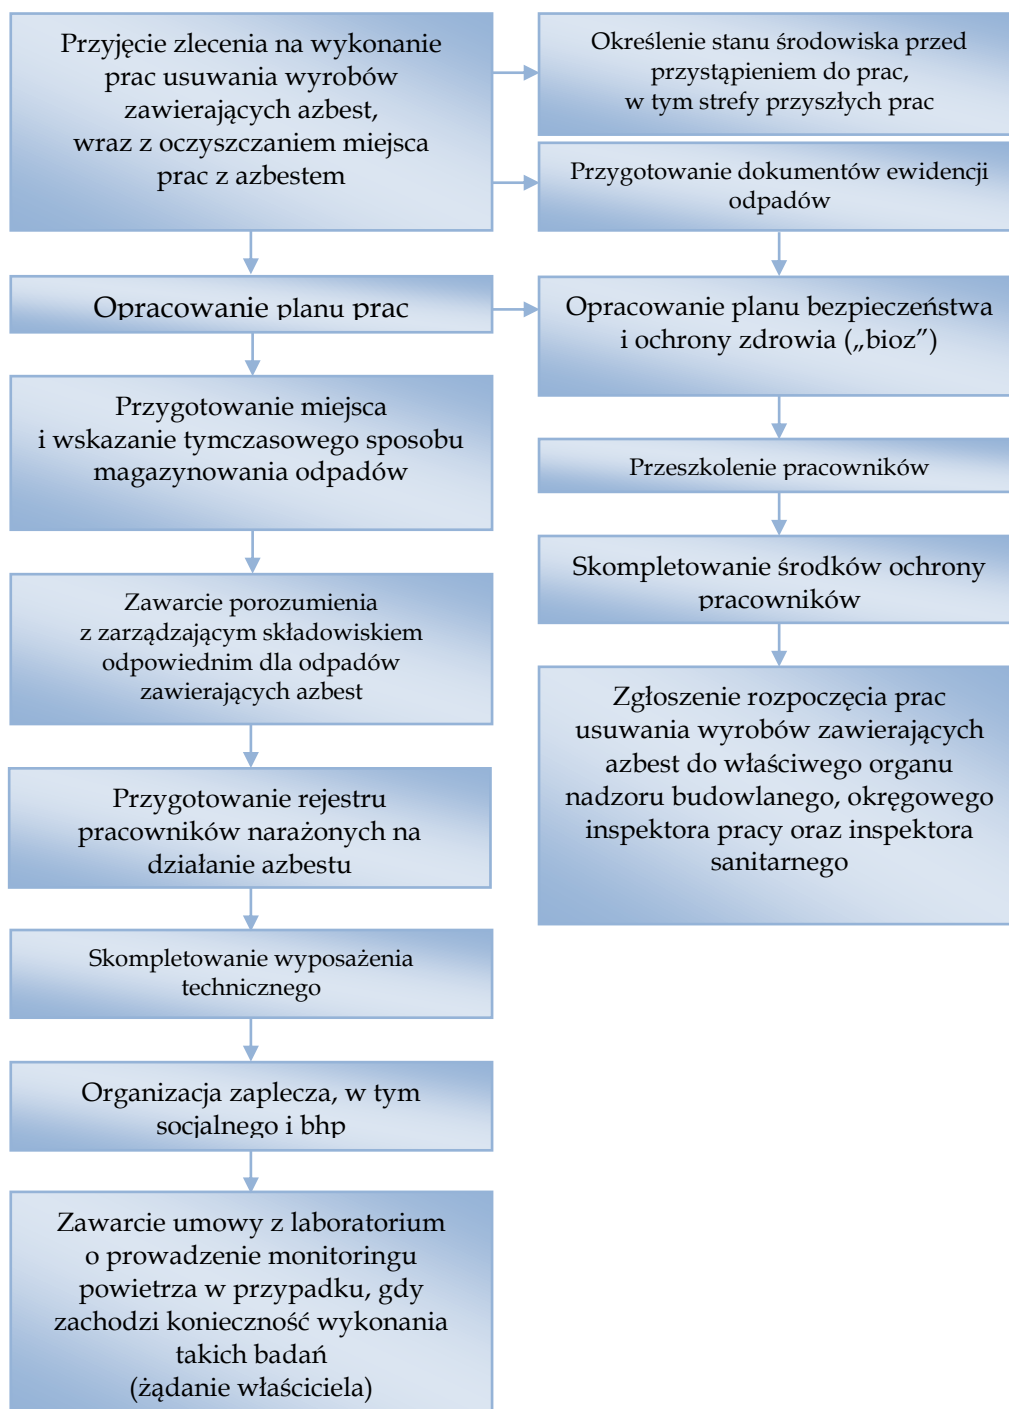 Przyjęcie zlecenia na wykonanie
prac usuwania wyrobów
zawierających azbest,
wraz z oczyszczaniem miejsca
prac z azbestem
Określenie stanu środowiska przed
przystąpieniem do prac,
w tym strefy przyszłych prac
Przygotowanie dokumentów ewidencji
odpadów
Opracowanie planu prac
Opracowanie planu bezpieczeństwa
i ochrony zdrowia („bioz”)
Przygotowanie miejsca
i wskazanie tymczasowego sposobu
magazynowania odpadów
Przeszkolenie pracowników
Skompletowanie środków ochrony
pracowników
Zawarcie porozumienia
z zarządzającym składowiskiem
odpowiednim dla odpadów
zawierających azbest
Zgłoszenie rozpoczęcia prac
usuwania wyrobów zawierających
azbest do właściwego organu
nadzoru budowlanego, okręgowego
inspektora pracy oraz inspektora
sanitarnego
Przygotowanie rejestru
pracowników narażonych na
działanie azbestu
Skompletowanie wyposażenia
technicznego
Organizacja zaplecza, w tym
socjalnego i bhp
Zawarcie umowy z laboratorium
o prowadzenie monitoringu
powietrza w przypadku, gdy
zachodzi konieczność wykonania
takich badań
(żądanie właściciela)